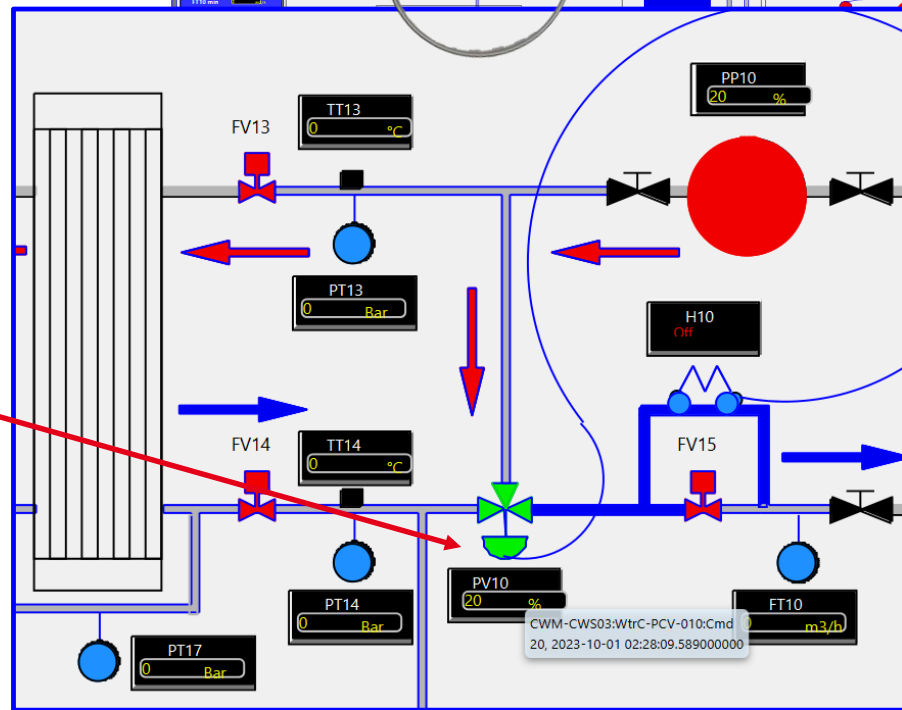 FT10 min
TT13
0 °C
FV13
PP10
20 %
PT13
0 Bar
H10
Off
FV14
TT14
0 °C
FV15
PV10
20 %
CWM-CWS03:WtrC-PCV-010:Cmd
20, 2023-10-01 02:28:09.589000000
PT14
0 Bar
FT10
m3/h
PT17
0 Bar